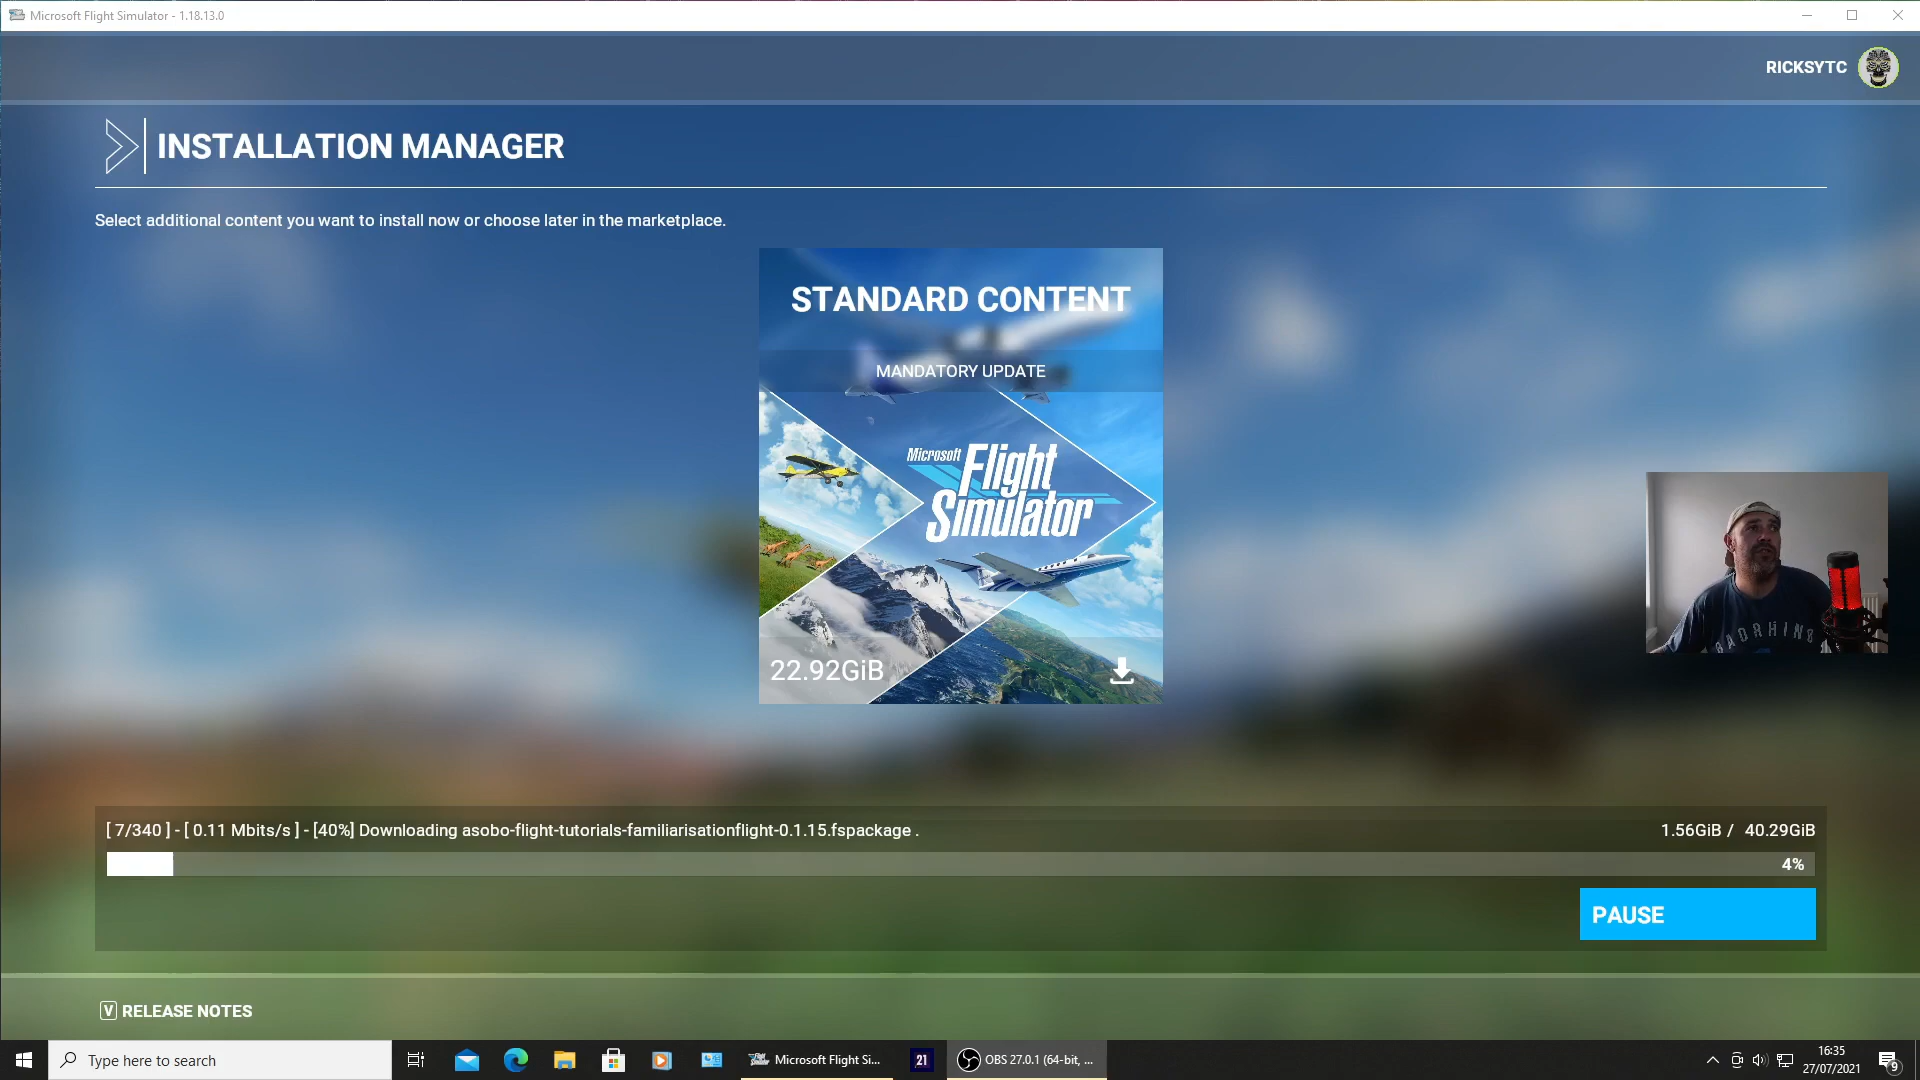 Microsoft Flight Simulator - 1.18.13.0
RICKSYTC
INSTALLATION MANAGER
Select additional content you want to install now or choose later in the marketplace.
STANDARD CONTENT
MANDATORY UPDATE
Microsoft
Flight
Simulator
22.92GiB
[ 7/340 ] - [ 0.11 Mbits/s ] - [40%] Downloading asobo-flight-tutorials-familiarisationflight-0.1.15.fspackage .
1.56GiB / 40.29GiB
4%
PAUSE
V RELEASE NOTES
Type here to search
Microsoft Flight Si...
21
OBS 27.0.1 (64-bit, ...
16:35
27/07/2021
9